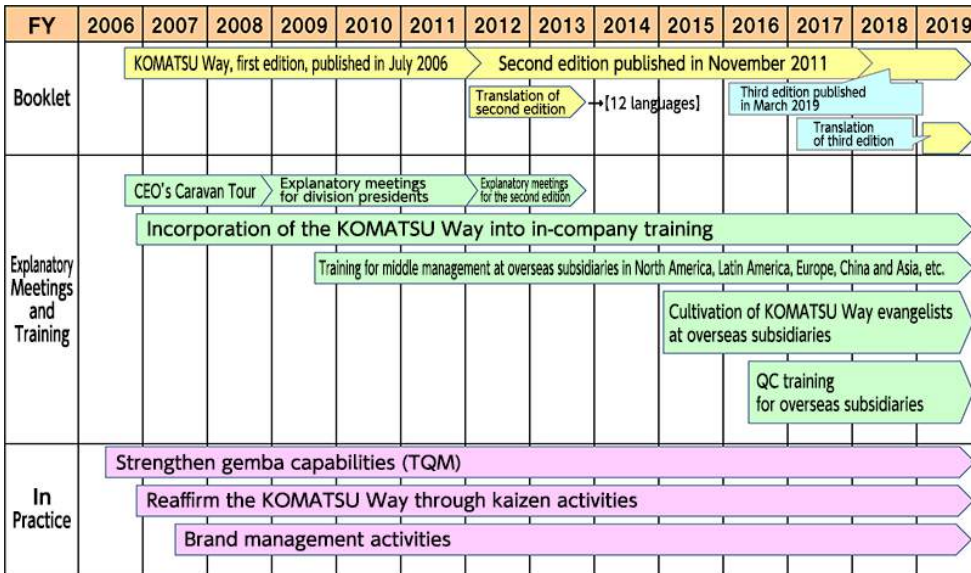 FY 2006 2007 2008 2009 2010 2011 2012 2013 2014 2015 2016 2017 2018 2019
Booklet
KOMATSU Way, first edition, published in July 2006
Second edition published in November 2011
Translation of
second edition
→[12 languages]
Third edition published
in March 2019
Translation
of third edition
Explanatory
Meetings
and
Training
CEO's Caravan Tour
Explanatory meetings
for division presidents
Explanatory meetings
for the second edition
Incorporation of the KOMATSU Way into in-company training
Training for middle management at overseas subsidiaries in North America, Latin America, Europe, China and Asia, etc.
Cultivation of KOMATSU Way evangelists
at overseas subsidiaries
QC training
for overseas subsidiaries
In
Practice
Strengthen gemba capabilities (TQM)
Reaffirm the KOMATSU Way through kaizen activities
Brand management activities